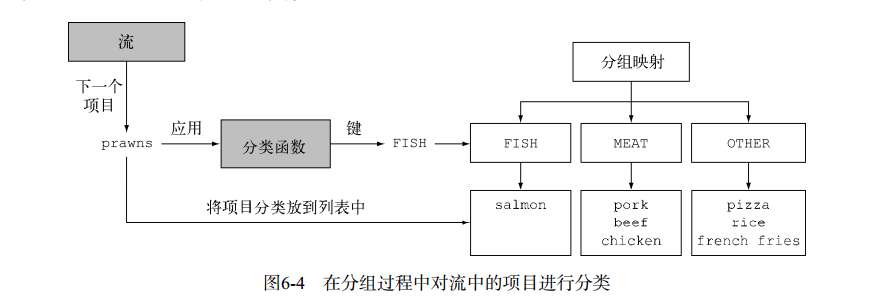 流
下一个
项目
prawns
应用
分类函数
键
FISH
将项目分类放到列表中
分组映射
FISH
MEAT
OTHER
salmon
pork
beef
chicken
pizza
rice
french fries
图6-4 在分组过程中对流中的项目进行分类